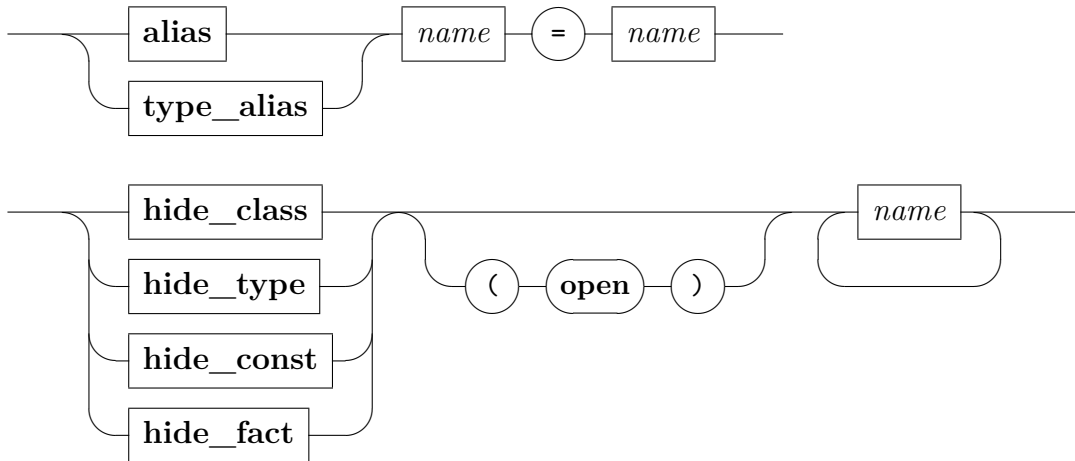 alias name = name
type_alias
hide_class name
hide_type ( open )
hide_const
hide_fact